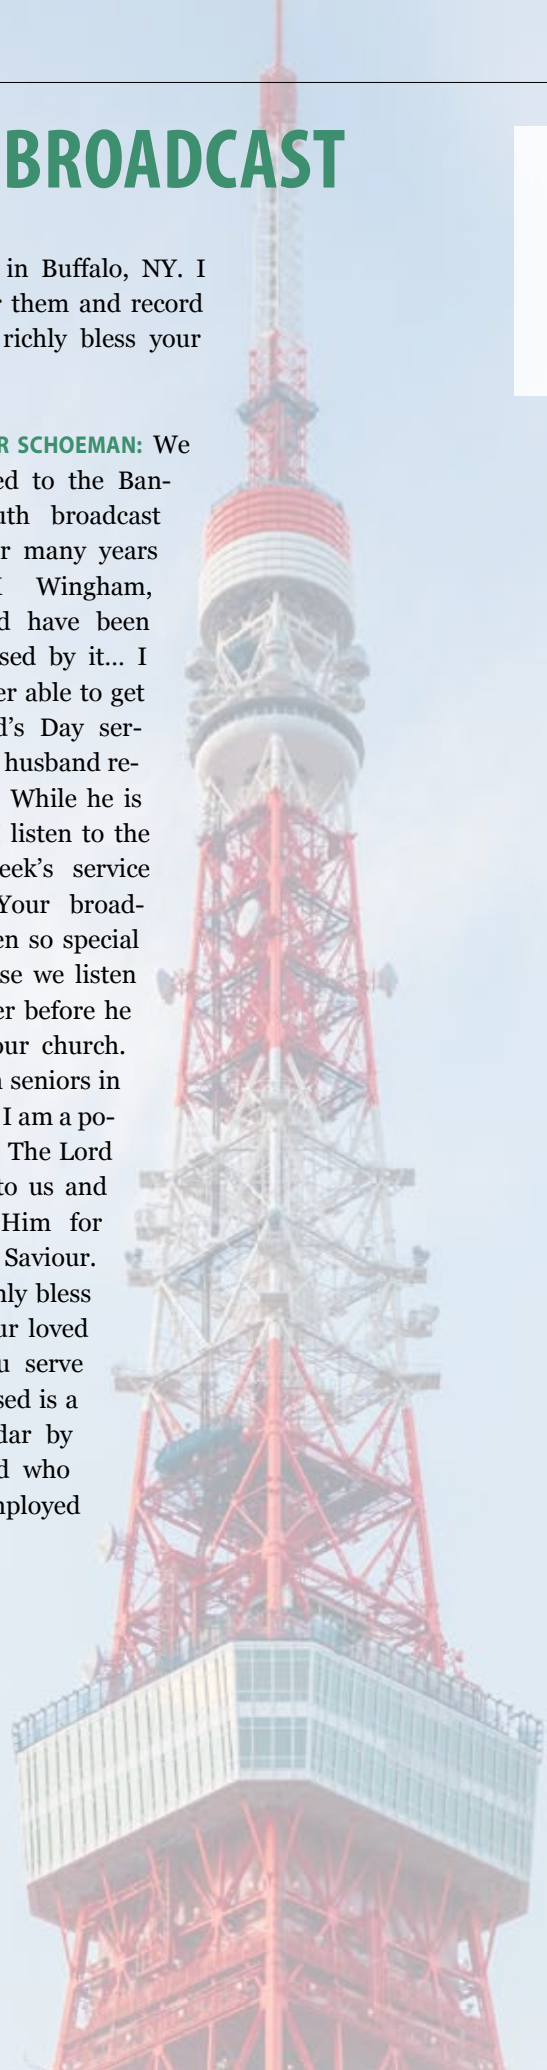 BROADCAST
in Buffalo, NY. I
them and record
richly bless your
R SCHOEMAN: We
ed to the Ban-
uth broadcast
r many years
Wingham,
d have been
sed by it... I
er able to get
d's Day ser-
husband re-
While he is
listen to the
eek's service
Your broad-
en so special
se we listen
er before he
our church.
seniors in
I am a po-
The Lord
to us and
Him for
Saviour.
hly bless
ur loved
u serve
sed is a
dar by
d who
nployed